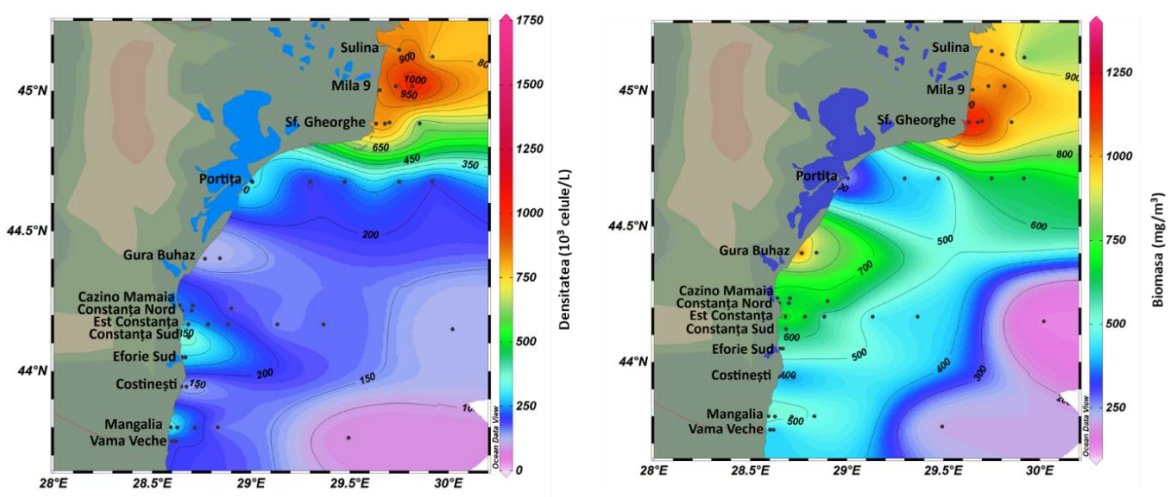 Sulina
Mila 9
Sf. Gheorghe
Portița
Gura Buhaz
Cazino Mamaia
Constanța Nord
Est Constanța
Constanța Sud
Eforie Sud
Costinești
Mangalia
Vama Veche
900
1000
950
650
450
350
200
350
200
150
150
45°N
44.5°N
44°N
28°E
28.5°E
29°E
29.5°E
30°E
Ocean Data View
1750
1500
1250
1000
750
500
250
0
Densitatea (10³ celule/L)
Sulina
Mila 9
Sf. Gheorghe
Portița
Gura Buhaz
Cazino Mamaia
Constanța Nord
Est Constanța
Constanța Sud
Eforie Sud
Costinești
Mangalia
Vama Veche
900
800
600
500
700
600
500
400
400
300
500
45°N
44.5°N
44°N
28°E
28.5°E
29°E
29.5°E
30°E
Ocean Data View
1250
1000
750
500
250
Biomasa (mg/m³)